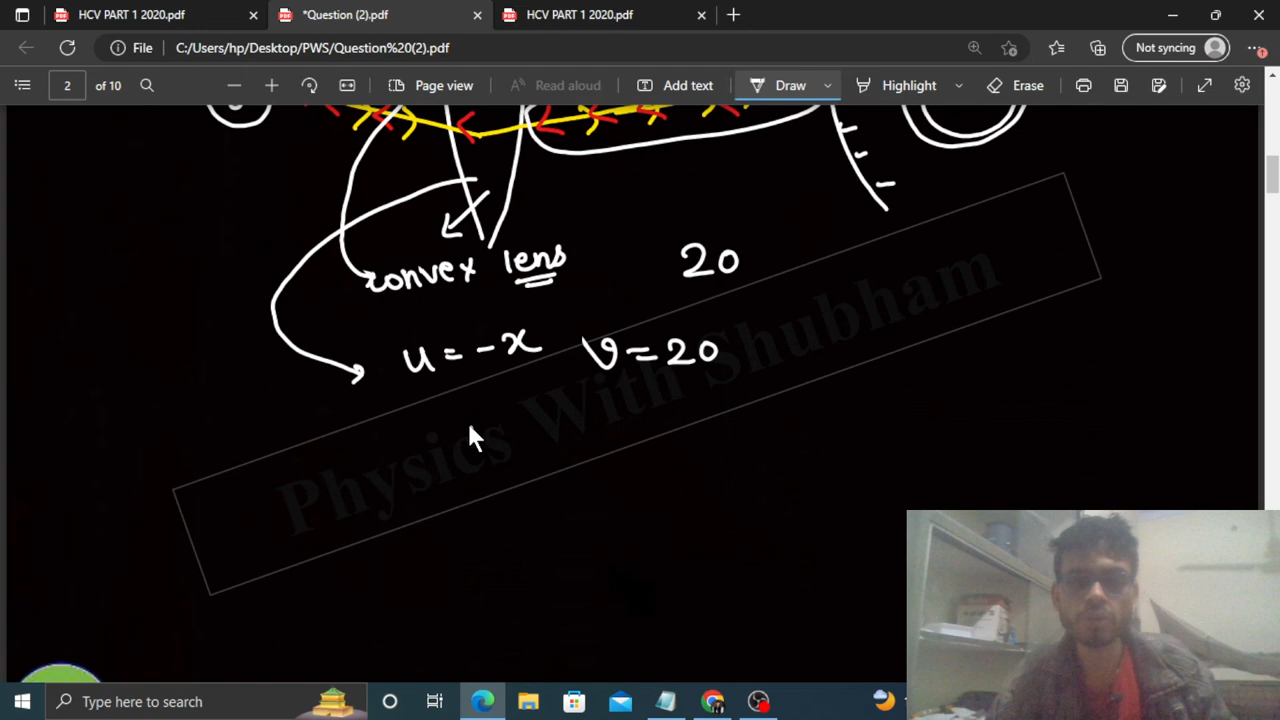 HCV PART 1 2020.pdf
*Question (2).pdf
HCV PART 1 2020.pdf
File
C:/Users/hp/Desktop/PWS/Question%20(2).pdf
Not syncing
2 of 10
Page view
Read aloud
Add text
Draw
Highlight
Erase
convex lens 20
u = -x v = 20
Physics With Shubham
Type here to search